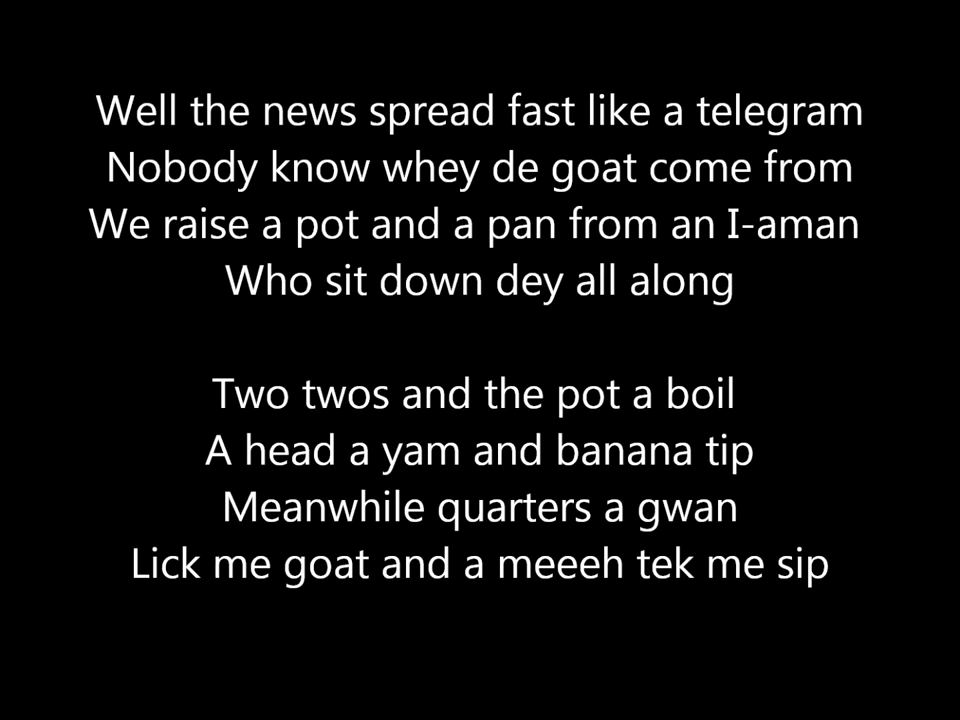 Well the news spread fast like a telegram
Nobody know whey de goat come from
We raise a pot and a pan from an I-aman
Who sit down dey all along
Two twos and the pot a boil
A head a yam and banana tip
Meanwhile quarters a gwan
Lick me goat and a meeeh tek me sip